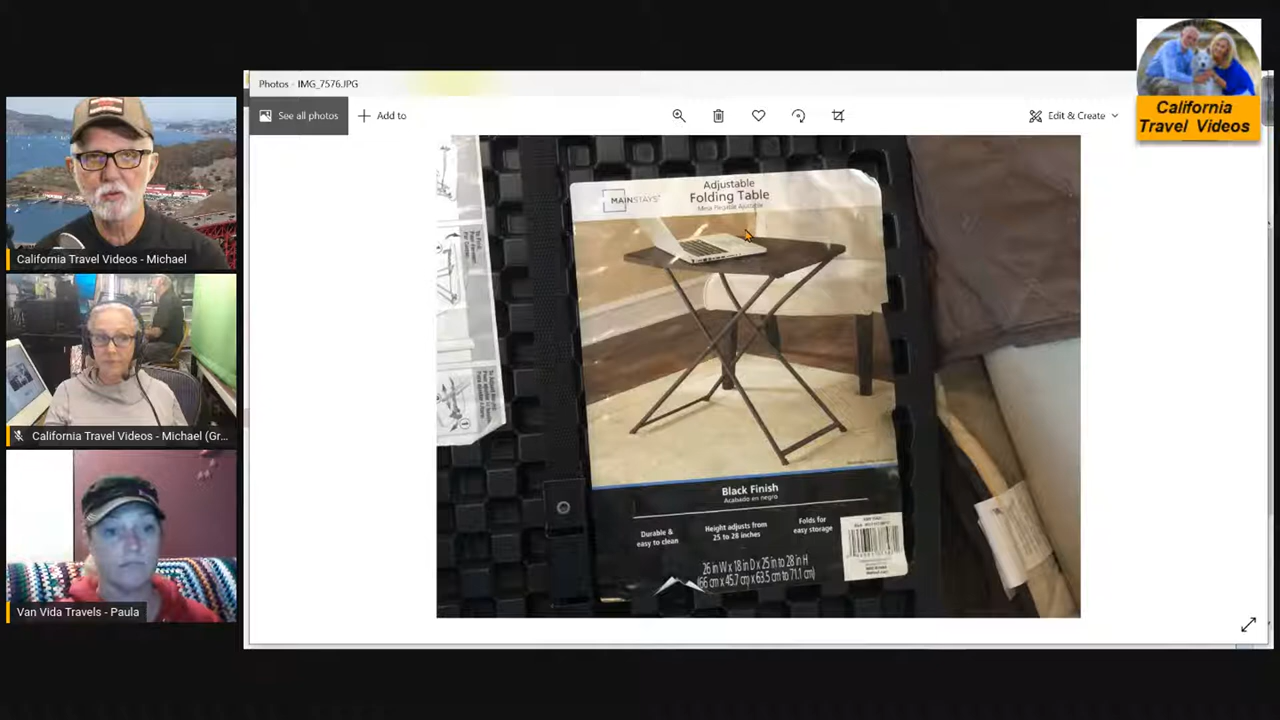 California
Travel Videos
Photos - IMG_7576.JPG
See all photos
Add to
Edit & Create
California Travel Videos - Michael
California Travel Videos - Michael (Gr...
Van Vida Travels - Paula
MAINSTAYS
Adjustable
Folding Table
Mesa Plegable Ajustable
Black Finish
Acabado en negro
Durable &
easy to clean
Height adjusts from
25 to 28 inches
Folds for
easy storage
26 in W x 18 in D x 25 in to 28 in H
(66 cm x 45.7 cm x 63.5 cm to 71.1 cm)